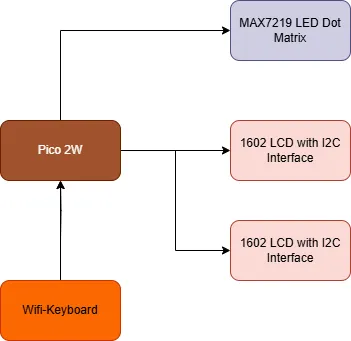 MAX7219 LED Dot
Matrix
Pico 2W
1602 LCD with I2C
Interface
1602 LCD with I2C
Interface
Wifi-Keyboard